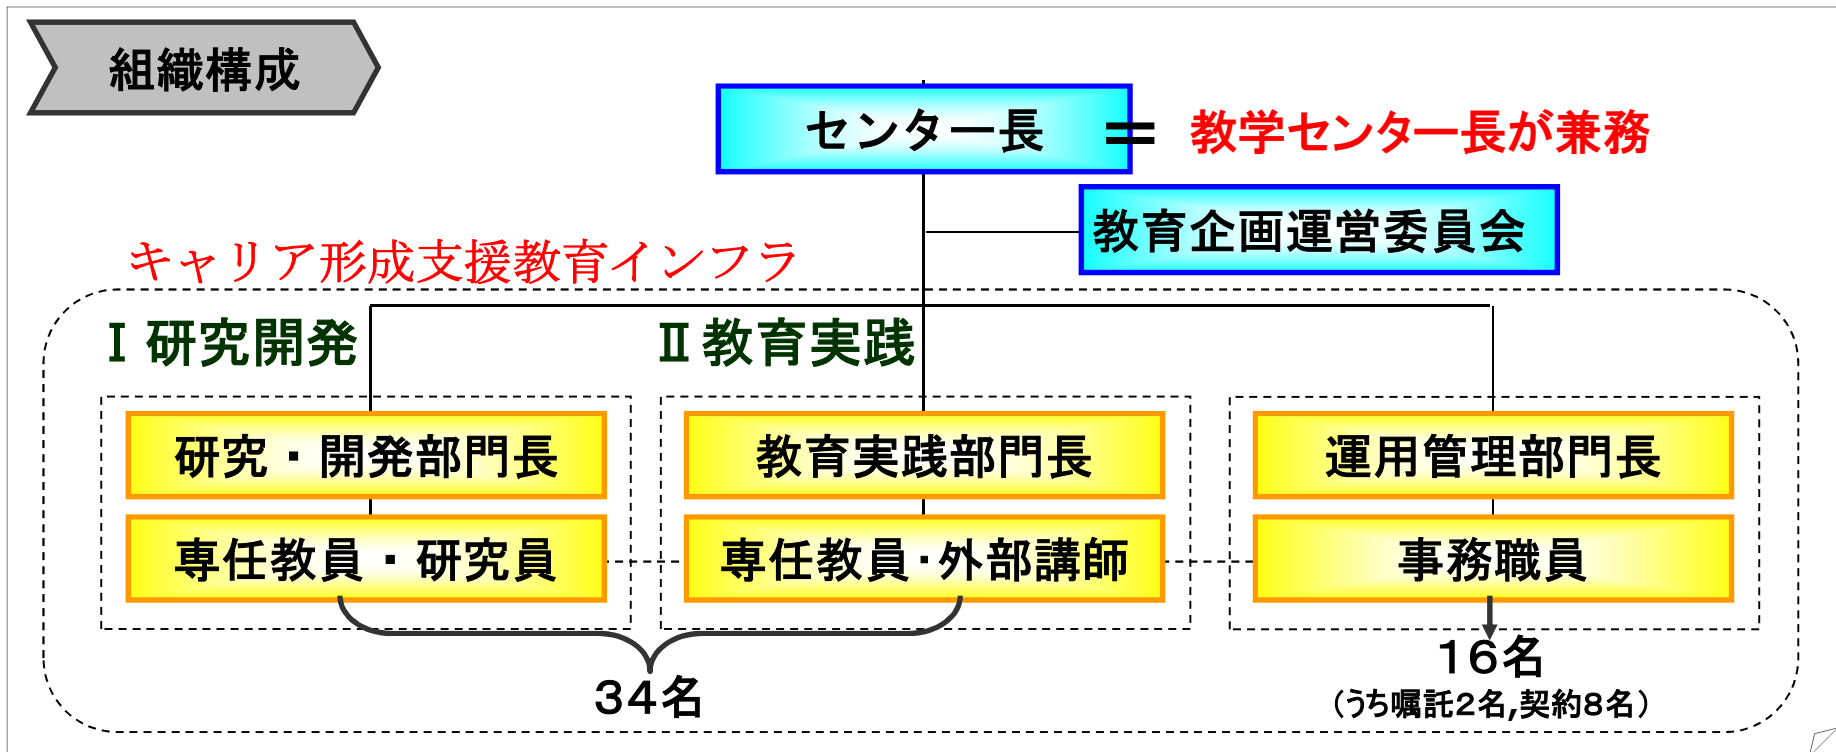 組織構成
センター長 = 教学センター長が兼務
教育企画運営委員会
キャリア形成支援教育インフラ
Ⅰ 研究開発
Ⅱ 教育実践
研究・開発部門長
教育実践部門長
運用管理部門長
専任教員・研究員
専任教員・外部講師
事務職員
34名
16名
(うち嘱託2名,契約8名)